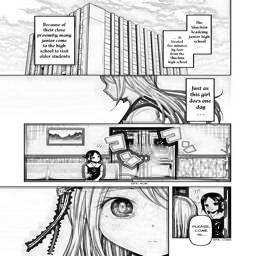 The
Shuchiin
Academy
junior high
school
...
is
located
five minutes
by foot
from
the Shuchiin
high school
Because of
their close
proximity many
junior come
to the high
school to visit
older students
Just as
this girl
does one
day
...
PLEASE,
COME
IN...